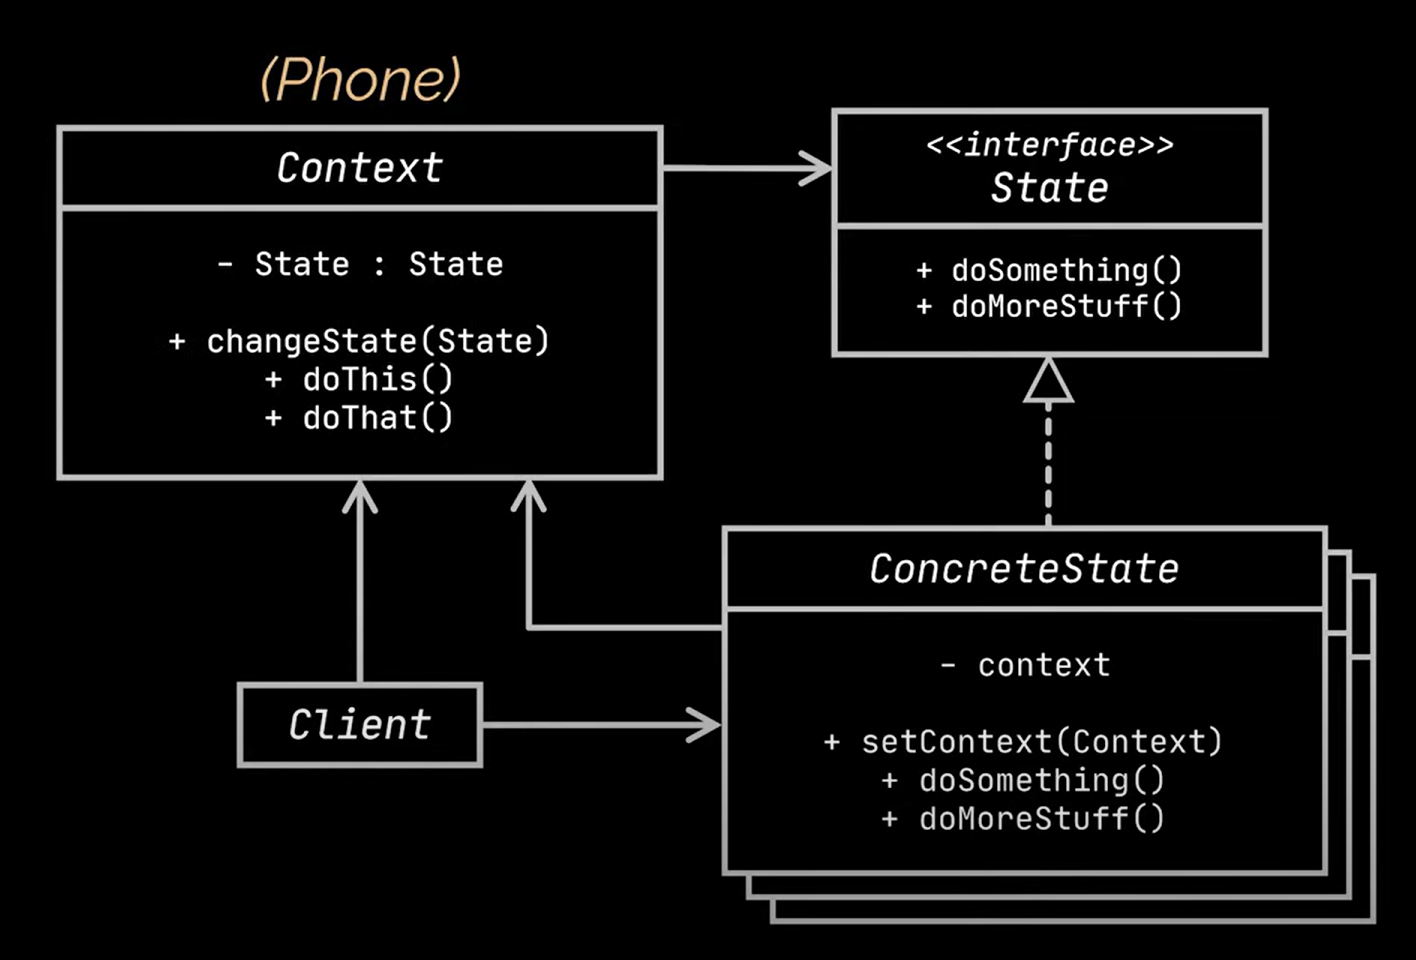 (Phone)
Context
- State : State
+ changeState(State)
+ doThis()
+ doThat()
<<interface>>
State
+ doSomething()
+ doMoreStuff()
Client
ConcreteState
- context
+ setContext(Context)
+ doSomething()
+ doMoreStuff()